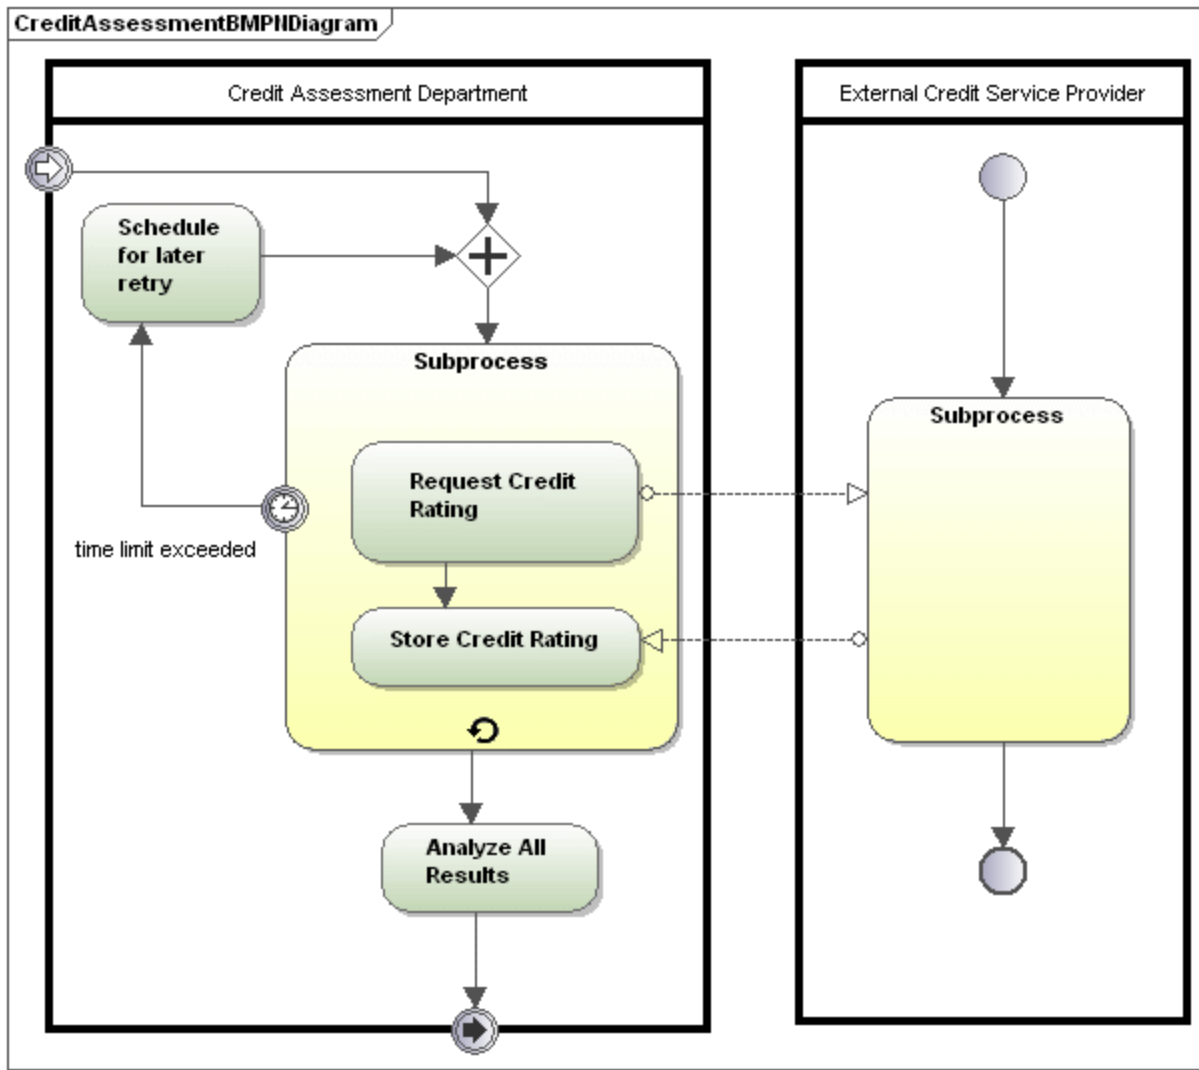 CreditAssessmentBMPNDiagram
Credit Assessment Department
External Credit Service Provider
Schedule
for later
retry
Subprocess
Request Credit
Rating
time limit exceeded
Store Credit Rating
Analyze All
Results
Subprocess